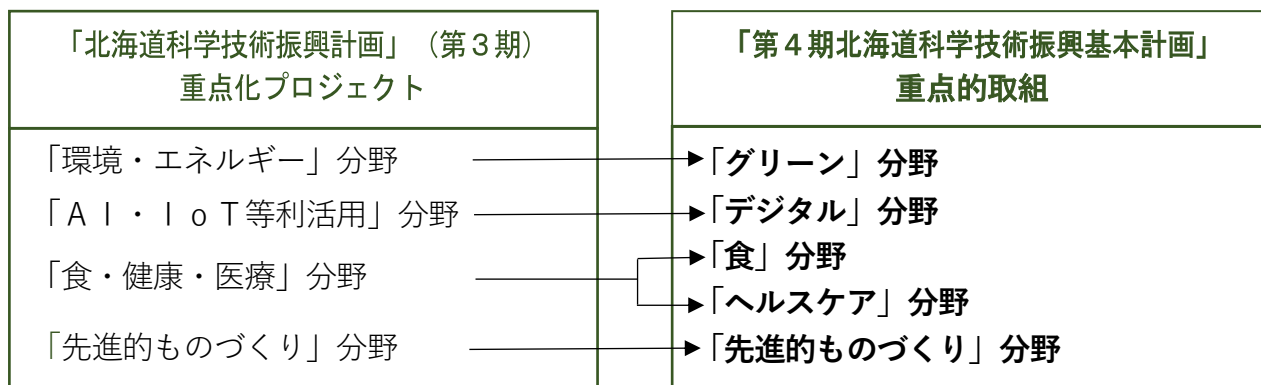 「北海道科学技術振興計画」（第３期）
重点化プロジェクト
「環境・エネルギー」分野
「ＡＩ・ＩｏＴ等利活用」分野
「食・健康・医療」分野
「先進的ものづくり」分野
「第４期北海道科学技術振興基本計画」
重点的取組
「グリーン」分野
「デジタル」分野
「食」分野
「ヘルスケア」分野
「先進的ものづくり」分野